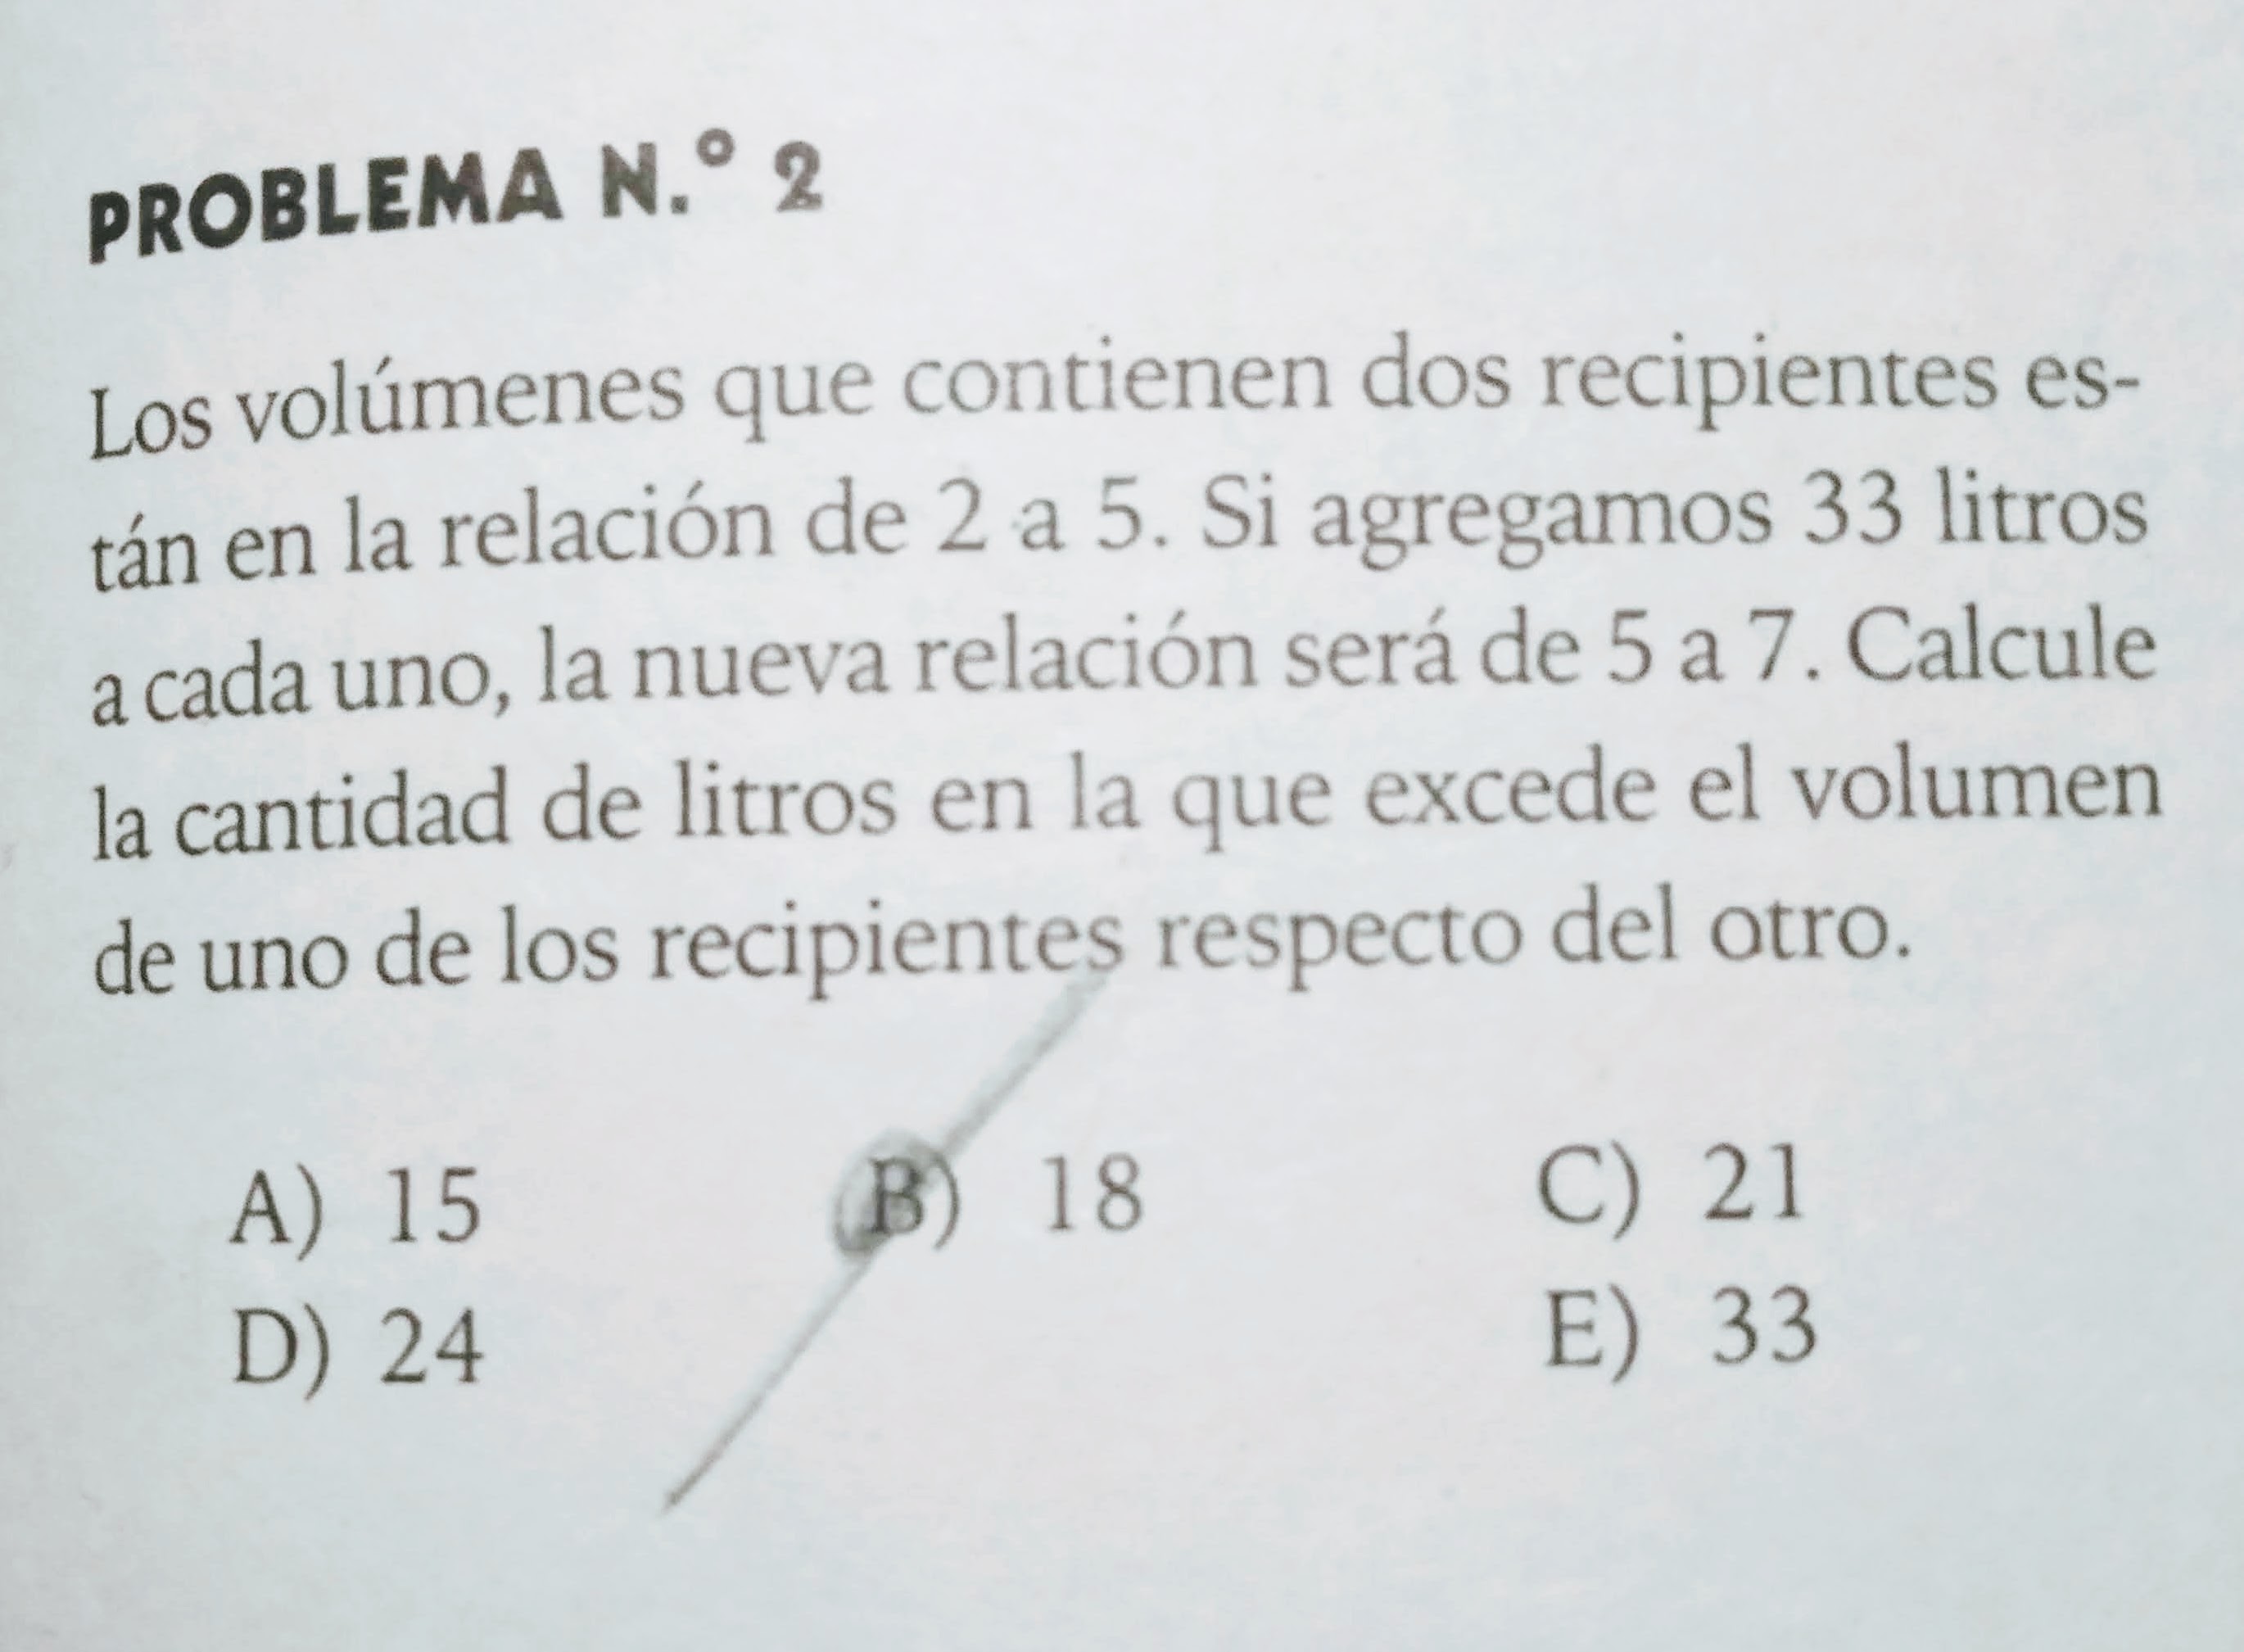 PROBLEMA N.º 2
Los volúmenes que contienen dos recipientes es-
tán en la relación de 2 a 5. Si agregamos 33 litros
a cada uno, la nueva relación será de 5 a 7. Calcule
la cantidad de litros en la que excede el volumen
de uno de los recipientes respecto del otro.
A) 15 B) 18 C) 21
D) 24 E) 33